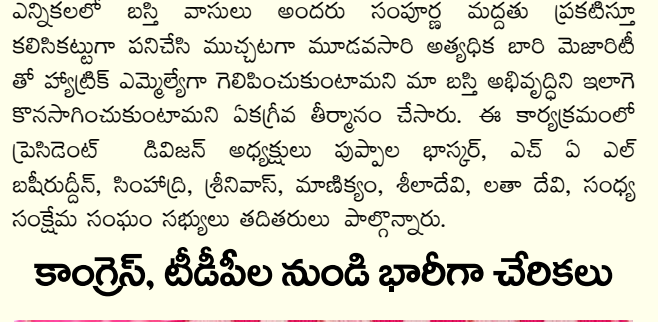 ఎన్నికలలో బస్తి వాసులు అందరు సంపూర్ణ మద్దతు ప్రకటిస్తూ
కలిసికట్టుగా పనిచేసి ముచ్చటగా మూడవసారి అత్యధిక బారి మెజారిటీ
తో హ్యాట్రిక్ ఎమ్మెల్యేగా గెలిపించుకుంటామని మా బస్తి అభివృద్ధిని ఇలాగె
కొనసాగించుకుంటామని ఏకగ్రీవ తీర్మానం చేసారు. ఈ కార్యక్రమంలో
ప్రెసిడెంట్ డివిజన్ అధ్యక్షులు పుప్పాల భాస్కర్, ఎచ్ ఏ ఎల్
బషీరుద్దీన్, సింహాద్రి, శ్రీనివాస్, మాణిక్యం, శీలాదేవి, లతా దేవి, సంధ్య
సంక్షేమ సంఘం సభ్యులు తదితరులు పాల్గొన్నారు.
కాంగ్రెస్, టీడీపీల నుండి భారీగా చేరికలు